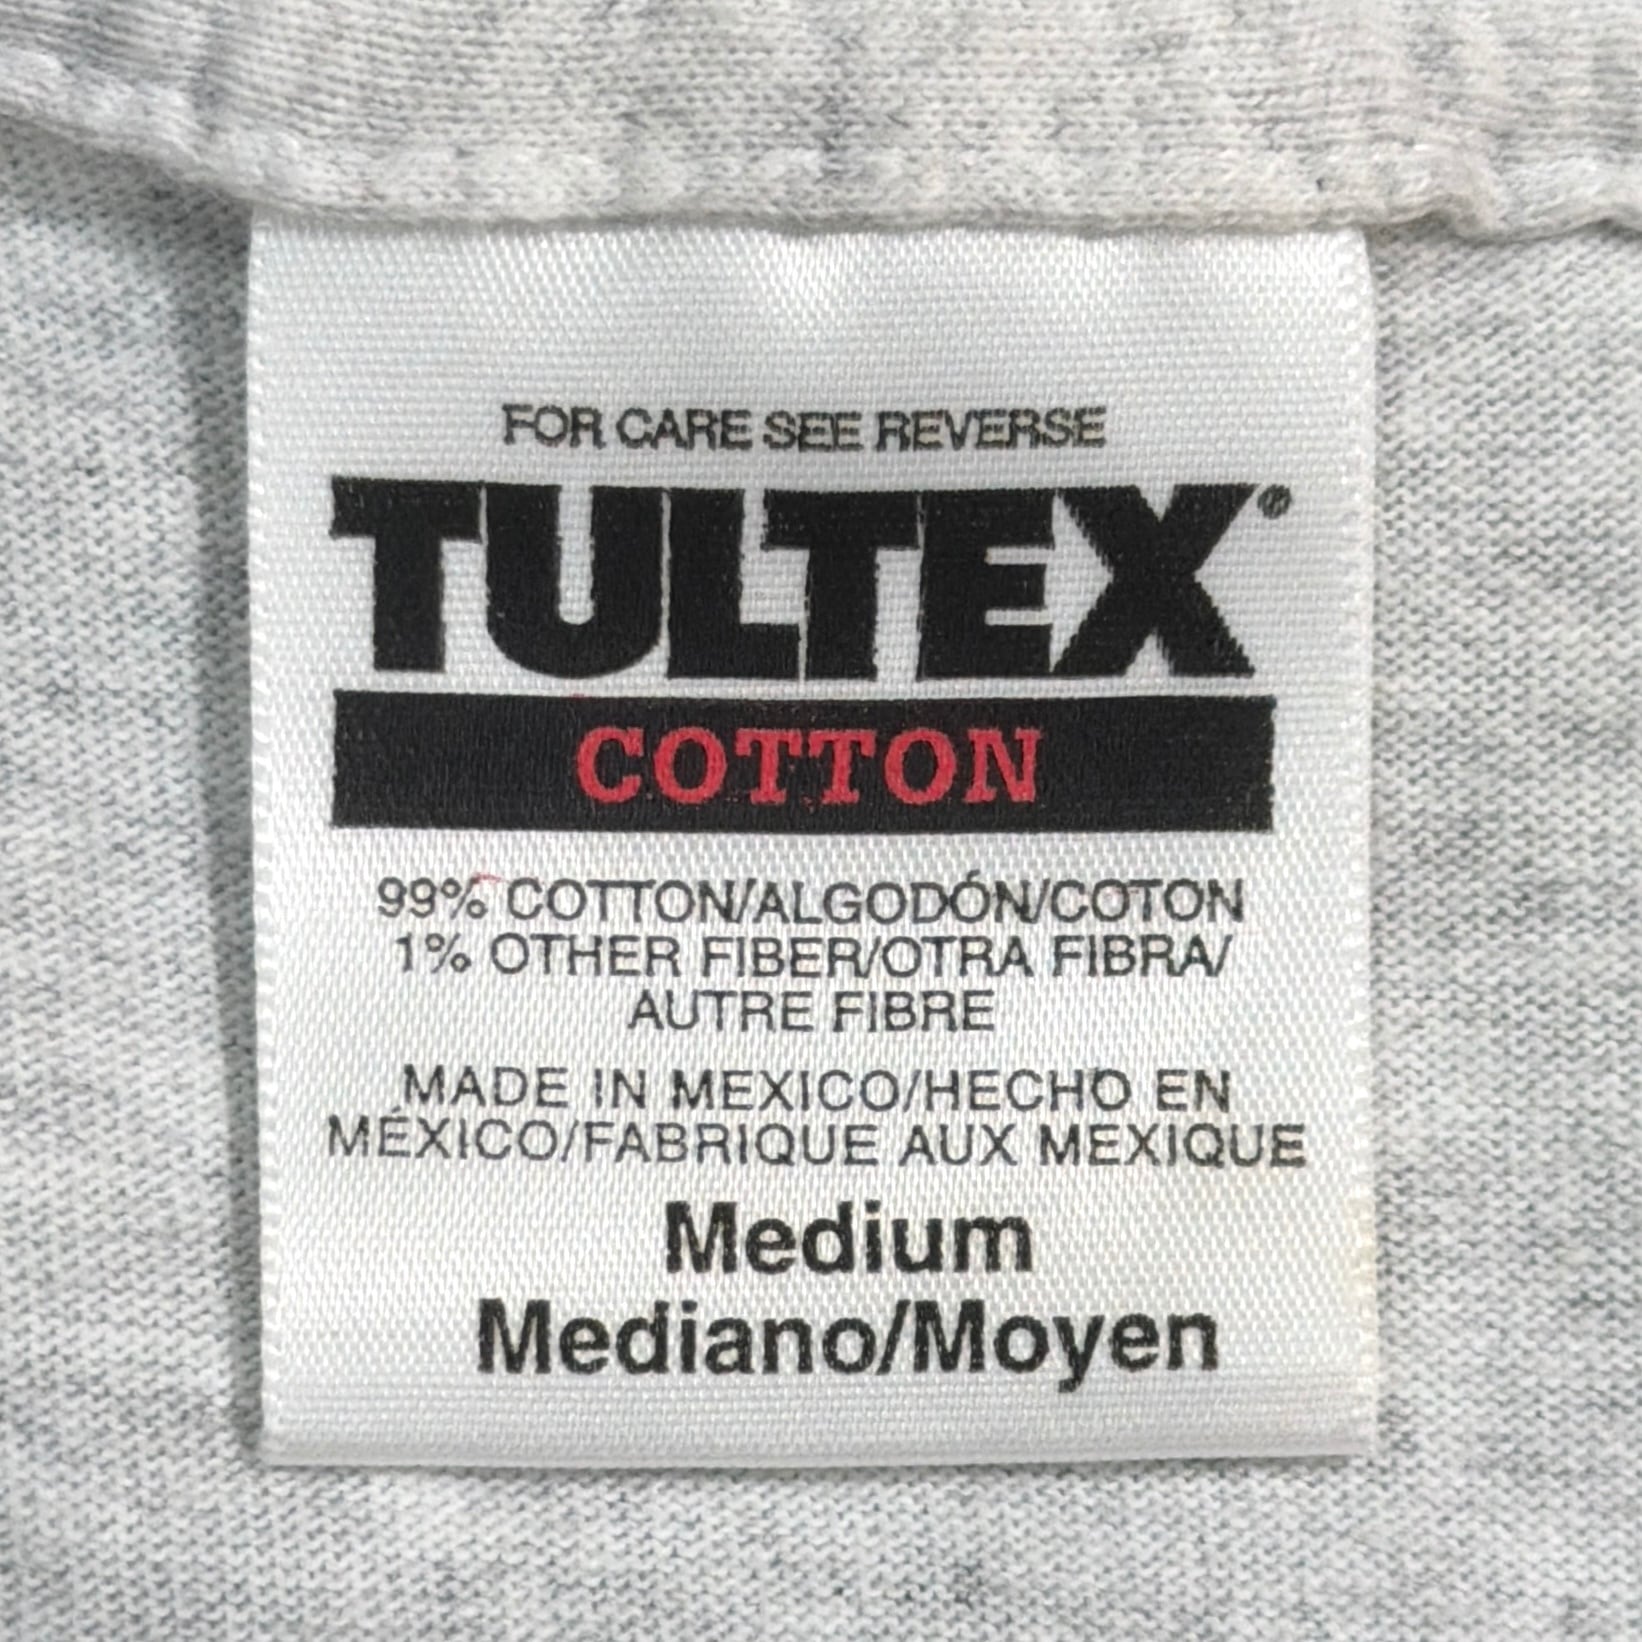 FOR CARE SEE REVERSE
TULTEX®
COTTON
99% COTTON/ALGODÓN/COTON
1% OTHER FIBER/OTRA FIBRA/
AUTRE FIBRE
MADE IN MEXICO/HECHO EN
MÉXICO/FABRIQUE AUX MEXIQUE
Medium
Mediano/Moyen